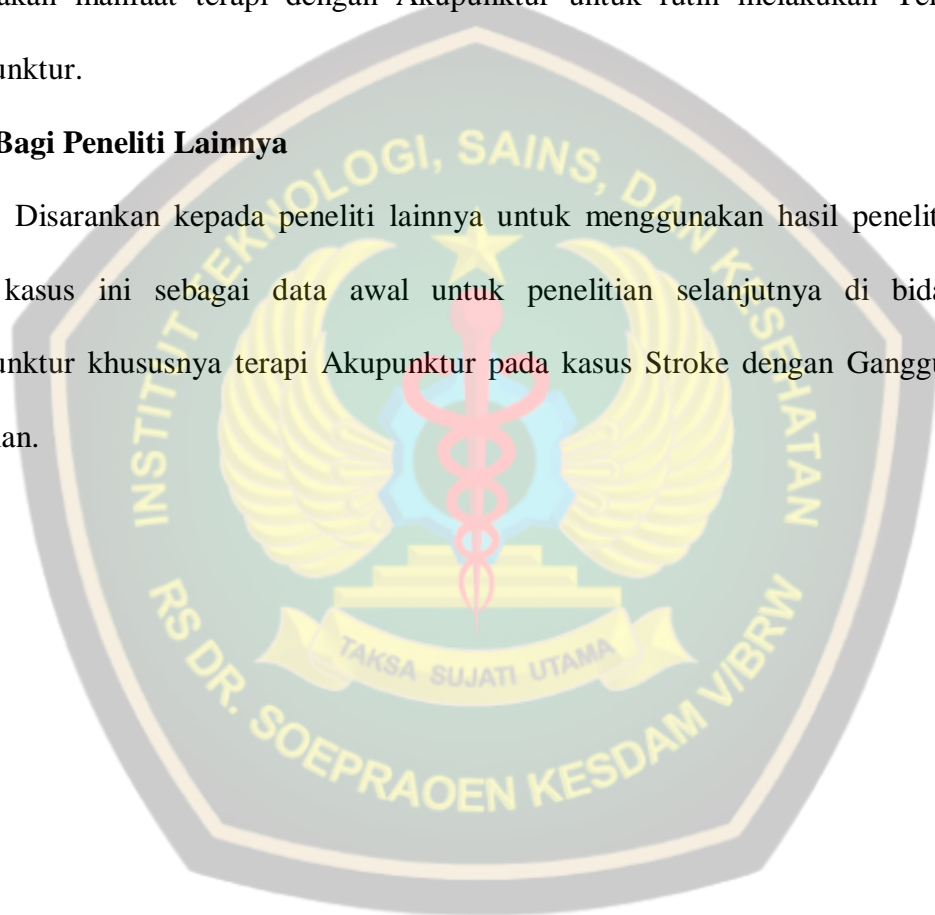 akan manfaat terapi dengan Akupunktur untuk rutin melakukan Te
unktur.
Bagi Peneliti Lainnya
Disarankan kepada peneliti lainnya untuk menggunakan hasil penelit
kasus ini sebagai data awal untuk penelitian selanjutnya di bida
unktur khususnya terapi Akupunktur pada kasus Stroke dengan Ganggu
an.
INSTITUT TEKNOLOGI, SAINS, DAN KESEHATAN
TAKSA SUJATI UTAMA
RS DR. SOEPRAOEN KESDAM V/BRW